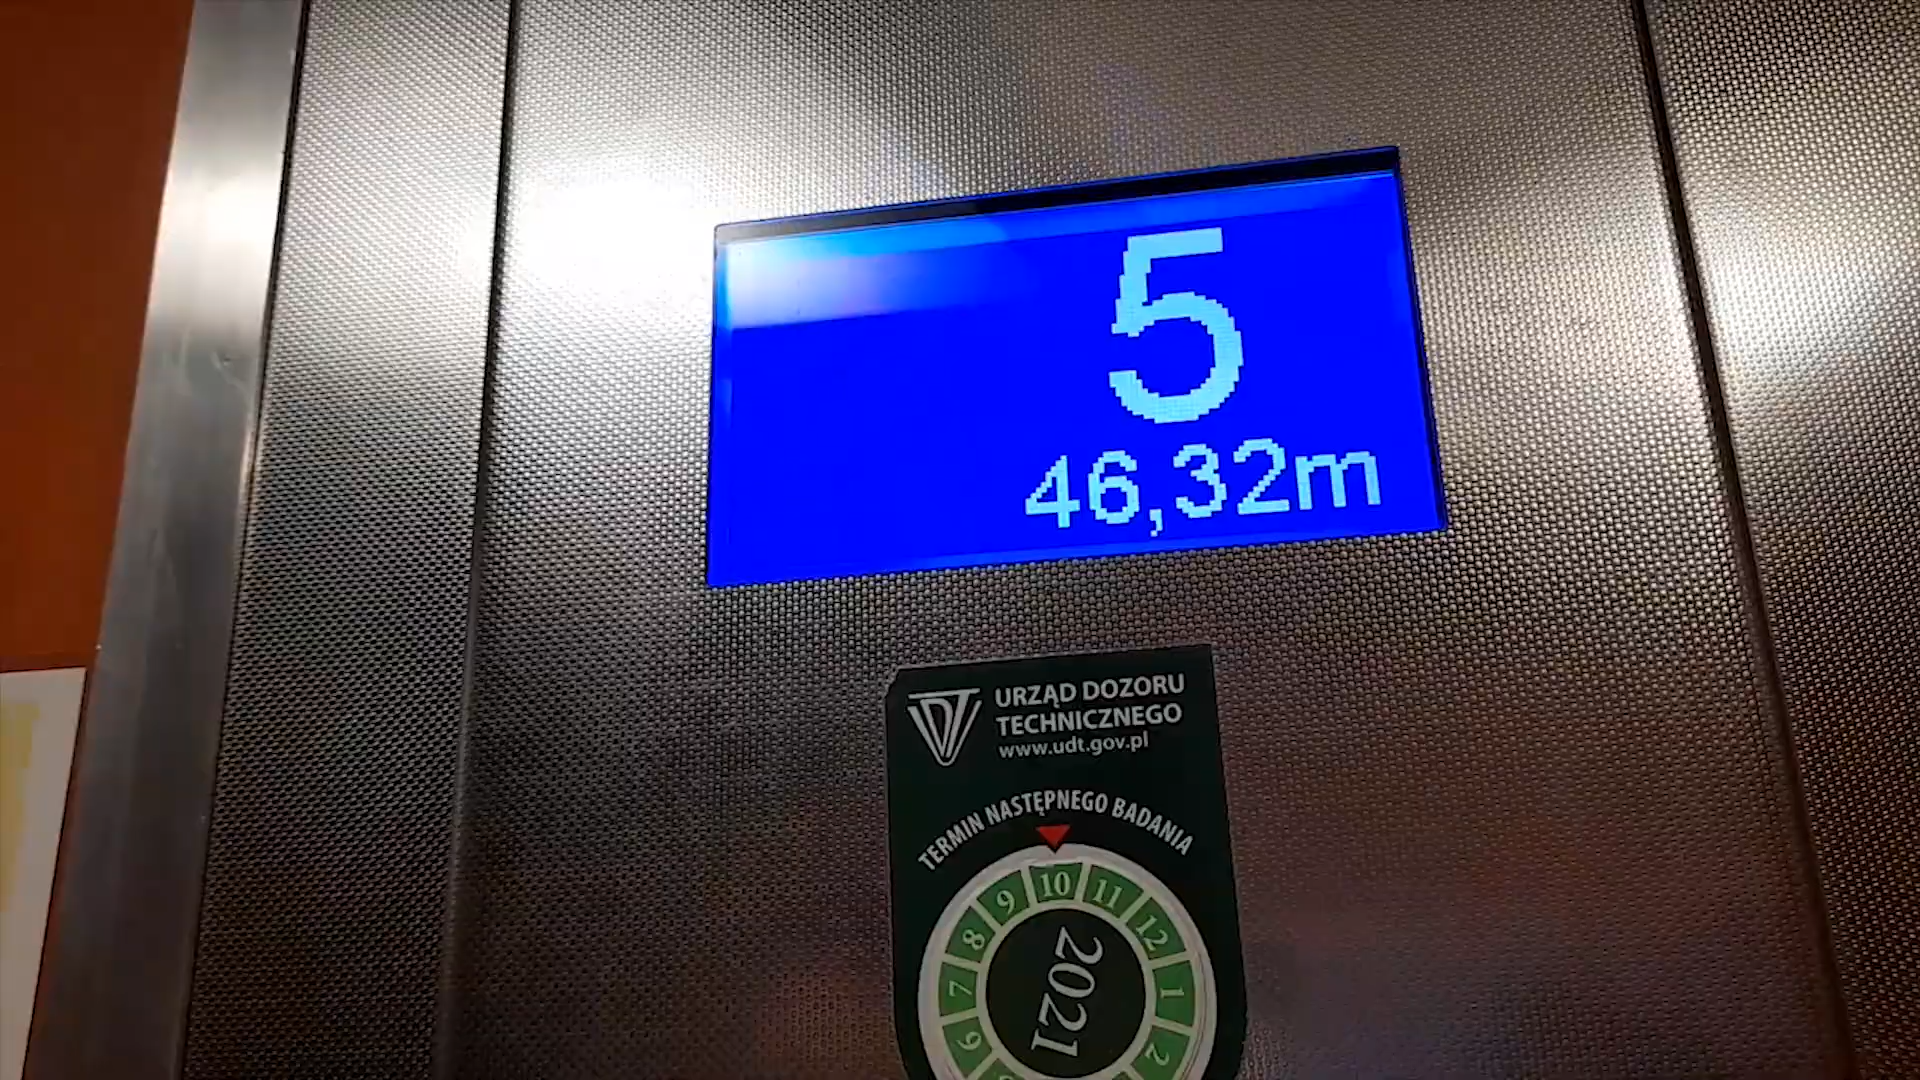 5
46,32m
URZĄD DOZORU
TECHNICZNEGO
www.udt.gov.pl
TERMIN NASTĘPNEGO BADANIA
6 7 8 9 10 11 12 1 2
2021